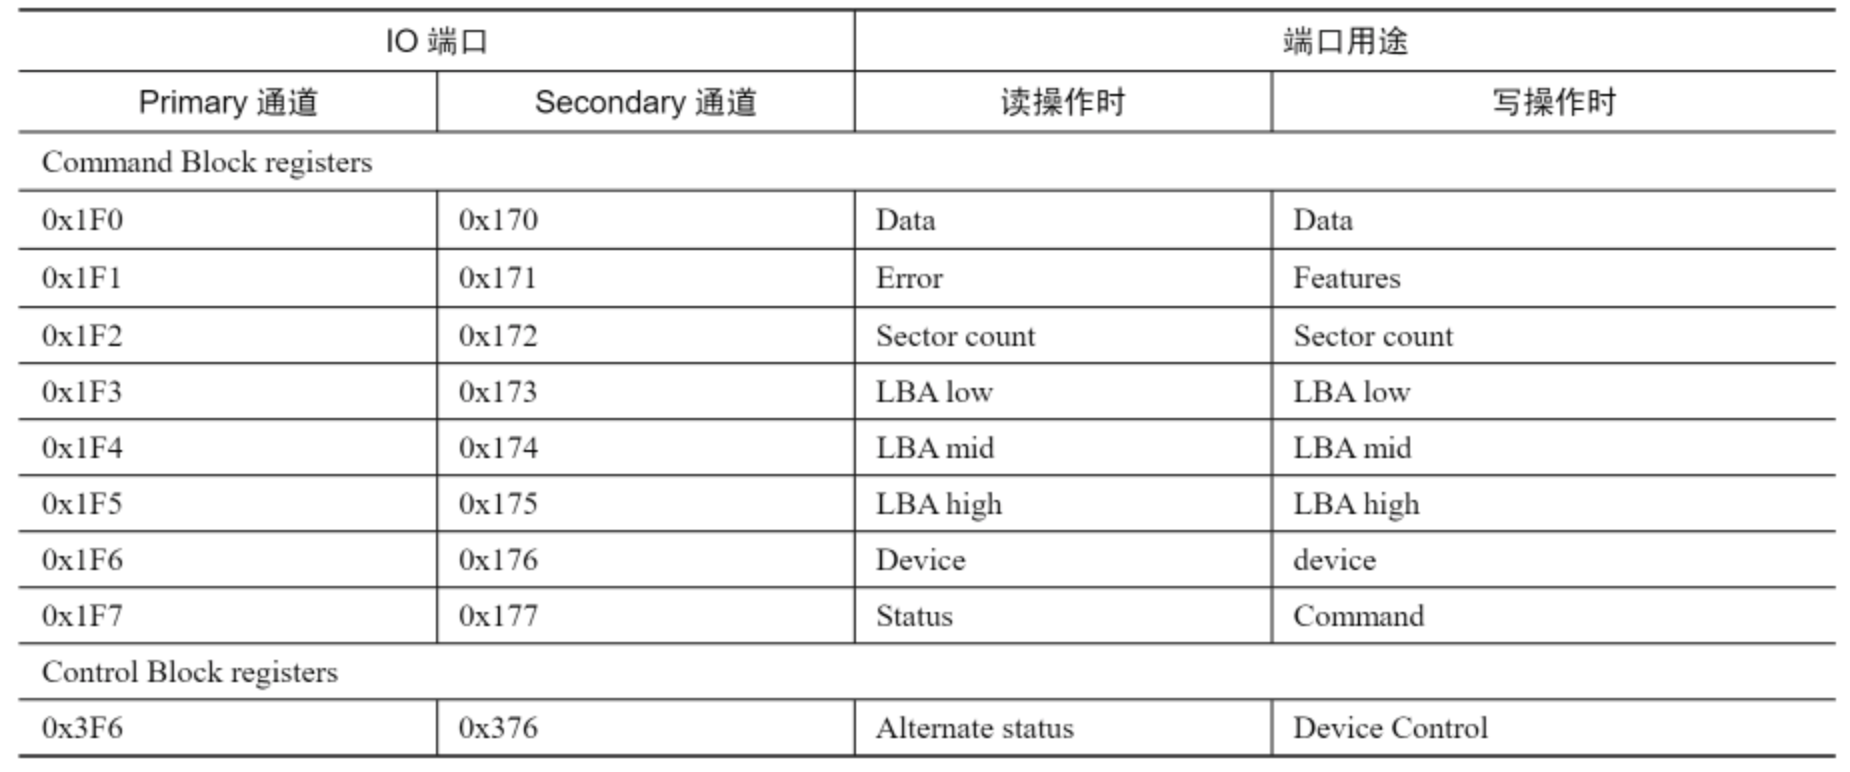 IO 端口 端口用途
Primary 通道 Secondary 通道 读操作时 写操作时
Command Block registers
0x1F0 0x170 Data Data
0x1F1 0x171 Error Features
0x1F2 0x172 Sector count Sector count
0x1F3 0x173 LBA low LBA low
0x1F4 0x174 LBA mid LBA mid
0x1F5 0x175 LBA high LBA high
0x1F6 0x176 Device device
0x1F7 0x177 Status Command
Control Block registers
0x3F6 0x376 Alternate status Device Control